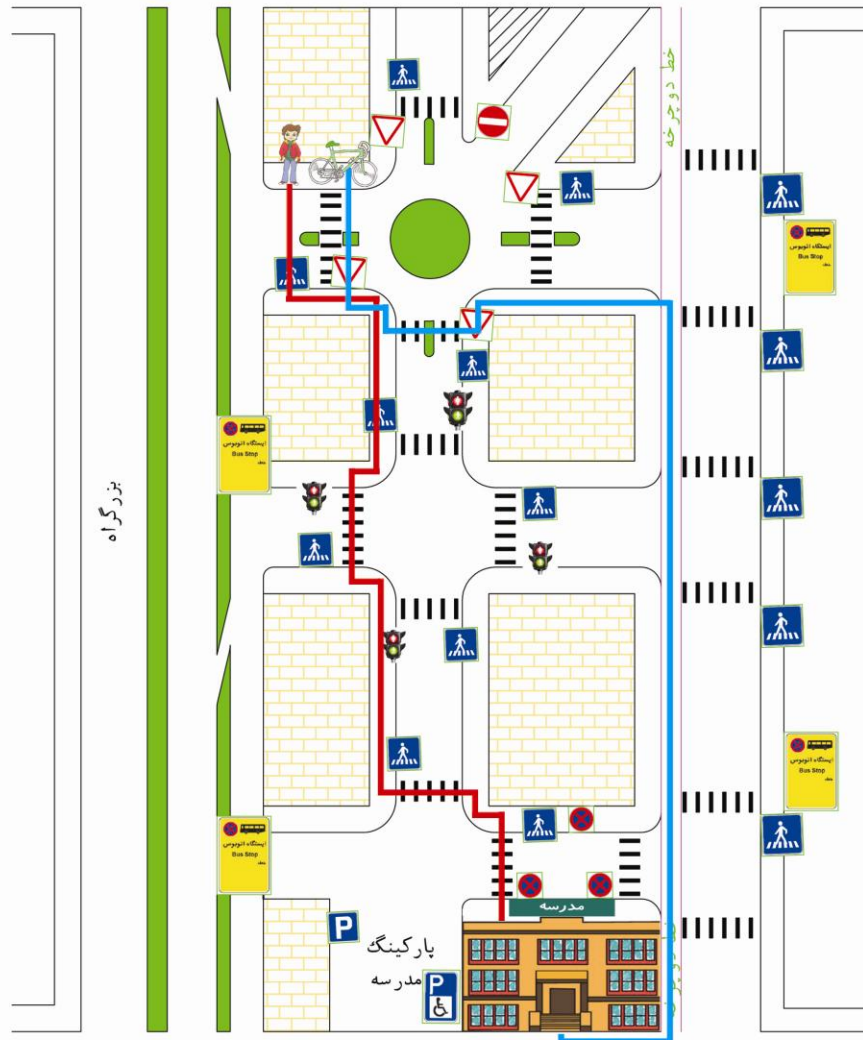 خط دوچرخه
ایستگاه اتوبوس
Bus Stop
ایستگاه اتوبوس
Bus Stop
بزرگراه
ایستگاه اتوبوس
Bus Stop
ایستگاه اتوبوس
Bus Stop
مدرسه
P
پارکینگ
مدرسه
P